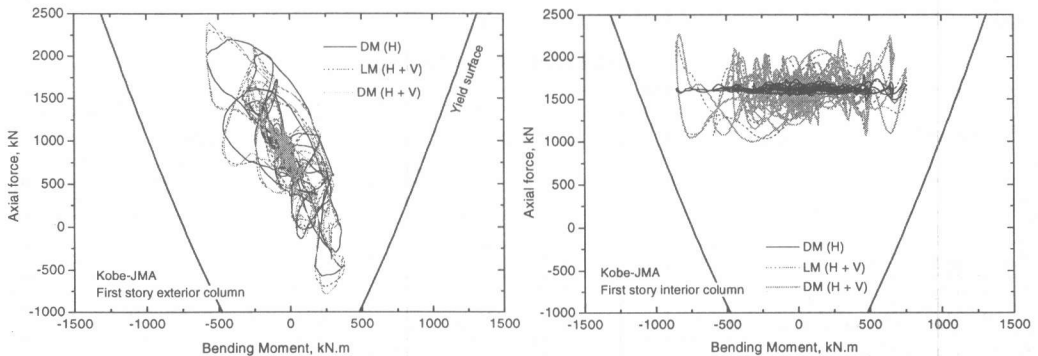 2500
2000
1500
1000
500
0
-500
-1000
Axial force, kN
DM (H)
LM (H + V)
DM (H + V)
Yield surface
Kobe-JMA
First story exterior column
-1500 -1000 -500 0 500 1000 1500
Bending Moment, kN.m
2500
2000
1500
1000
500
0
-500
-1000
Axial force, kN
DM (H)
LM (H + V)
DM (H + V)
Kobe-JMA
First story interior column
-1500 -1000 -500 0 500 1000 1500
Bending Moment, kN.m